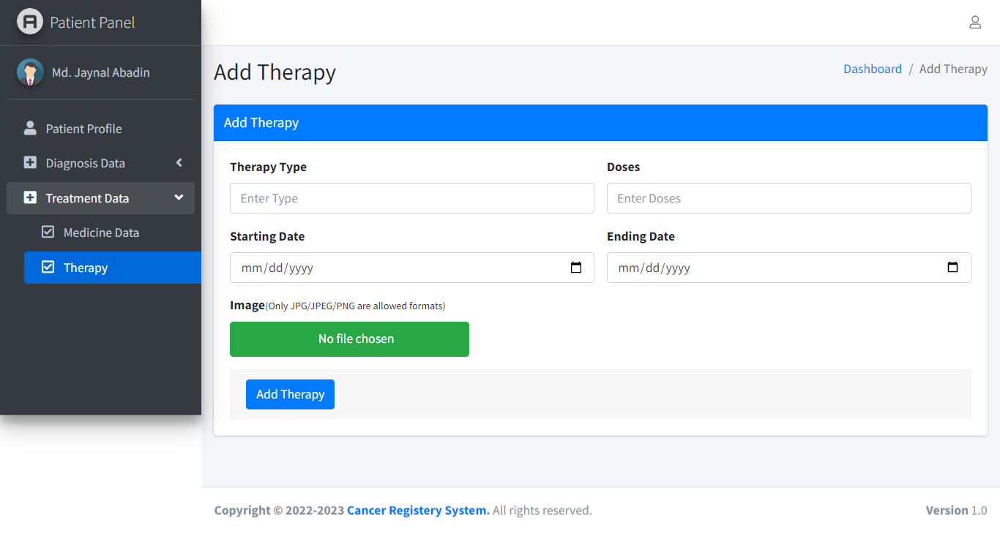 Patient Panel
Md. Jaynal Abadin
Patient Profile
Diagnosis Data
Treatment Data
Medicine Data
Therapy
Add Therapy
Dashboard / Add Therapy
Add Therapy
Therapy Type
Doses
Enter Type
Enter Doses
Starting Date
Ending Date
mm/dd/yyyy
mm/dd/yyyy
Image(Only JPG/JPEG/PNG are allowed formats)
No file chosen
Add Therapy
Copyright © 2022-2023 Cancer Registery System. All rights reserved.
Version 1.0